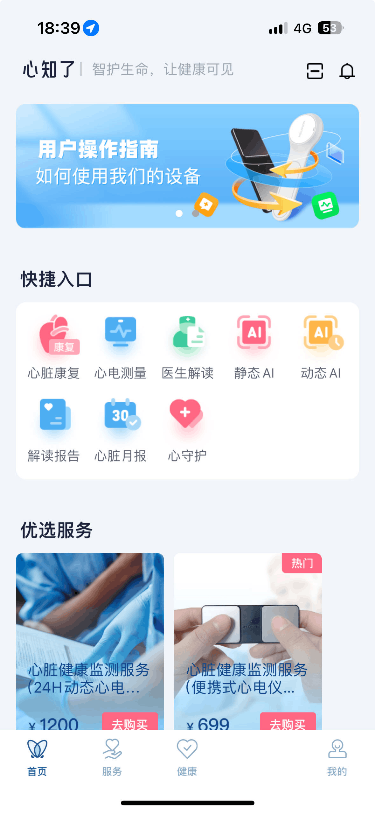 18:39
4G
53
心知了 | 智护生命，让健康可见
用户操作指南
如何使用我们的设备
快捷入口
康复
AI
AI
心脏康复 心电测量 医生解读 静态AI 动态AI
30
解读报告 心脏月报 心守护
优选服务
热门
心脏健康监测服务
（24H动态心电...
心脏健康监测服务
（便携式心电仪...
¥ 1200 去购买
¥ 699 去购买
首页 服务 健康 我的